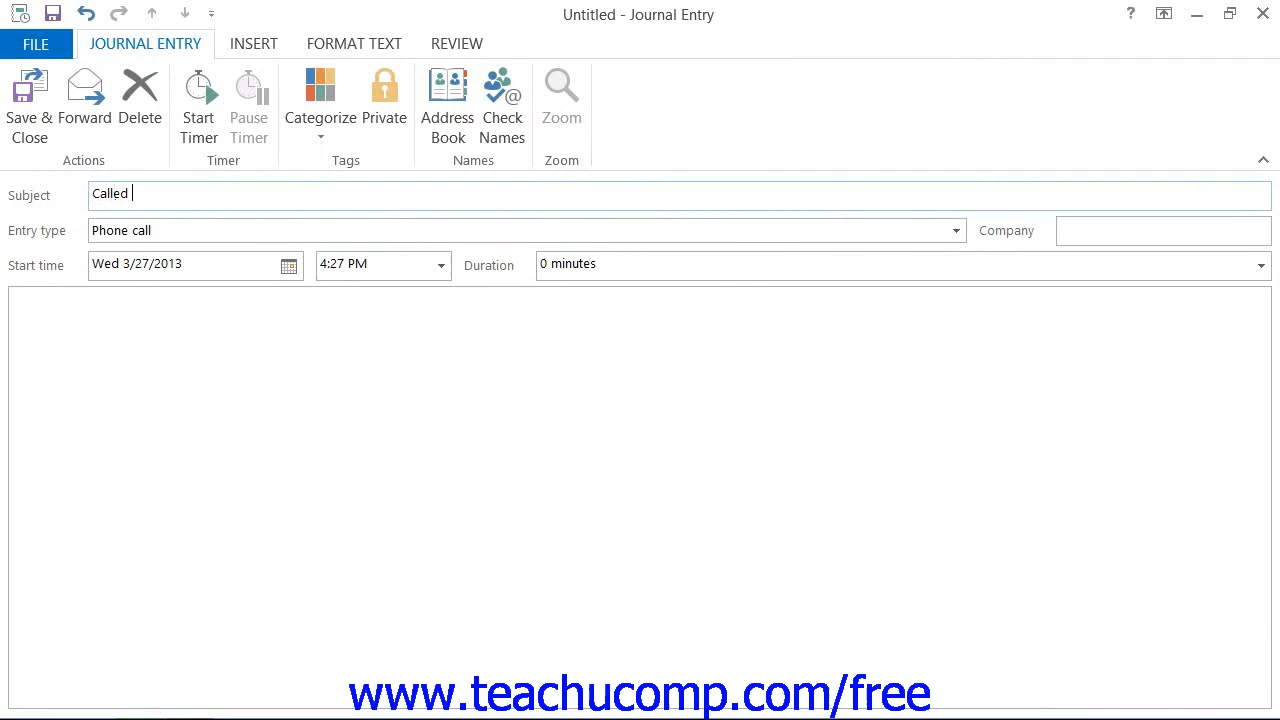 Untitled - Journal Entry
?
FILE
JOURNAL ENTRY
INSERT
FORMAT TEXT
REVIEW
Save & Close
Forward
Delete
Start Timer
Pause Timer
Categorize
Private
Address Book
Check Names
Zoom
Actions
Timer
Tags
Names
Zoom
Subject
Called
Entry type
Phone call
Company
Start time
Wed 3/27/2013
4:27 PM
Duration
0 minutes
www.teachucomp.com/free